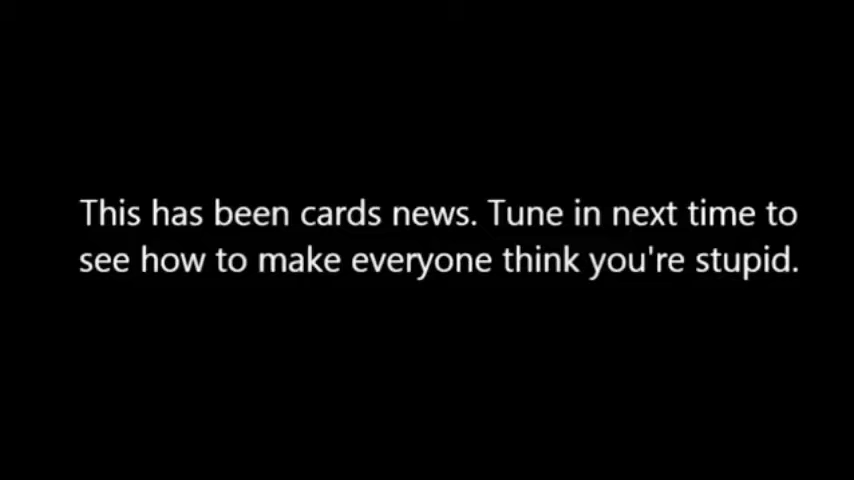 This has been cards news. Tune in next time to
see how to make everyone think you're stupid.